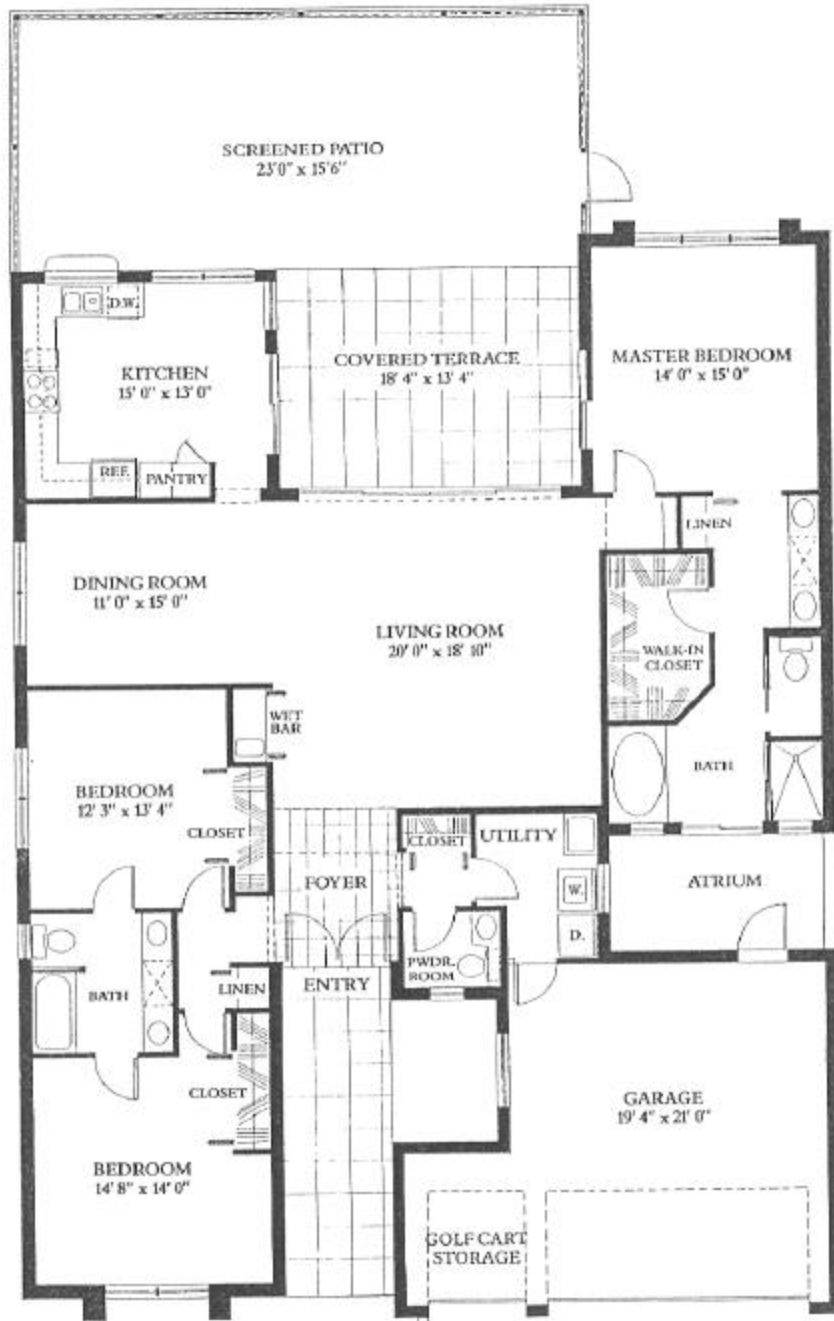 SCREENED PATIO
23'0" x 15'6"
D.W.
KITCHEN
15' 0" x 13' 0"
COVERED TERRACE
18' 4" x 13' 4"
MASTER BEDROOM
14' 0" x 15' 0"
REF.
PANTRY
LINEN
DINING ROOM
11' 0" x 15' 0"
LIVING ROOM
20' 0" x 18' 10"
WALK-IN
CLOSET
WET
BAR
BATH
BEDROOM
12' 3" x 13' 4"
CLOSET
CLOSET
UTILITY
FOYER
W.
ATRIUM
D.
PWDR.
ROOM
BATH
LINEN
ENTRY
CLOSET
GARAGE
19' 4" x 21' 0"
BEDROOM
14' 8" x 14' 0"
GOLF CART
STORAGE